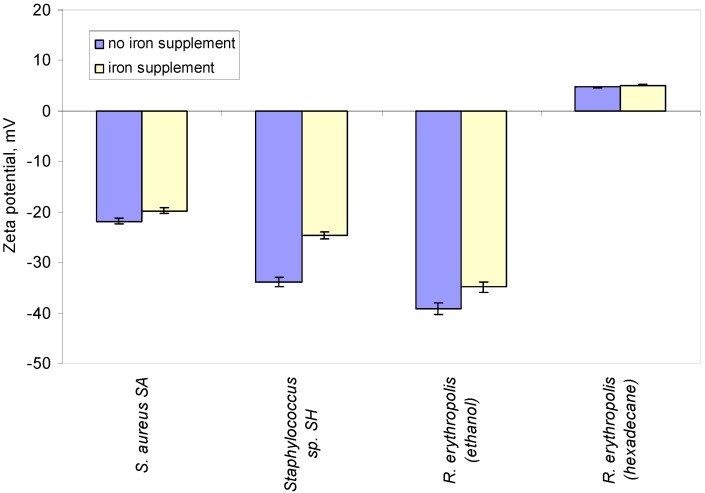 20
10
0
-10
-20
-30
-40
-50
Zeta potential, mV
no iron supplement
iron supplement
S. aureus SA
Staphylococcus
sp. SH
R. erythropolis
(ethanol)
R. erythropolis
(hexadecane)